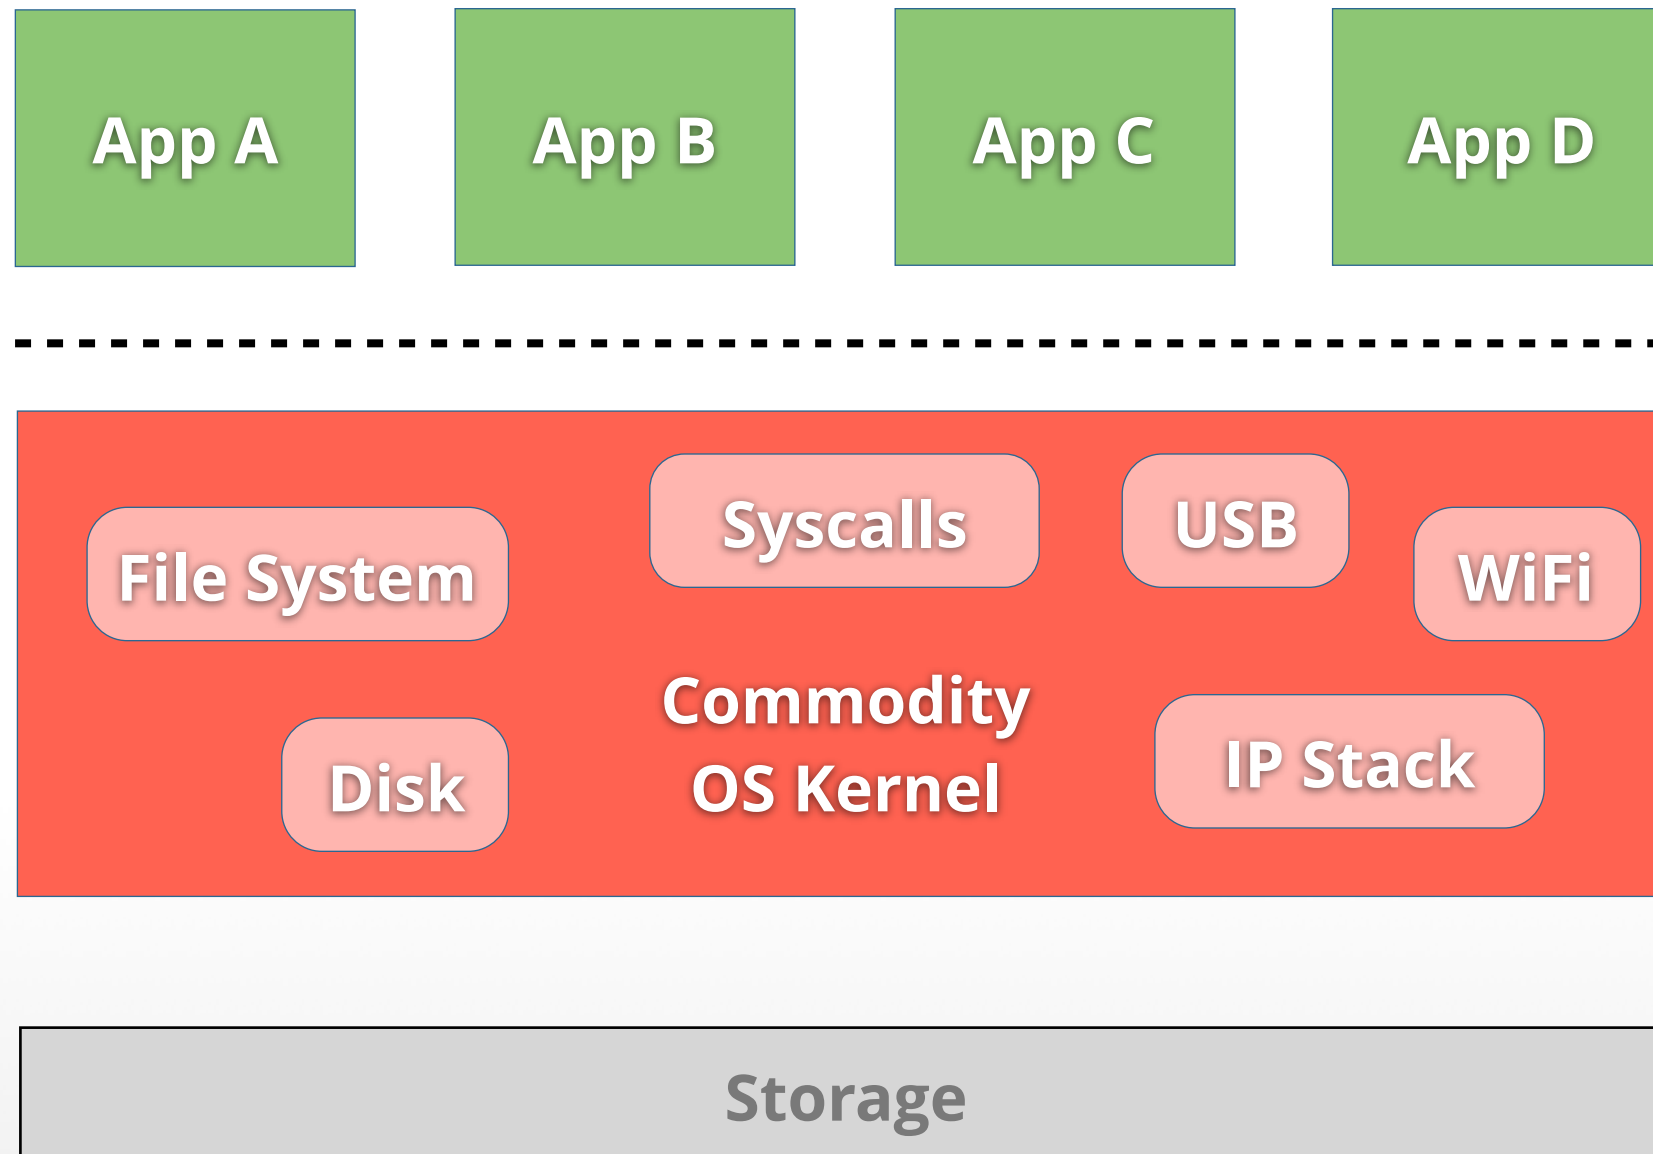 App A
App B
App C
App D
Syscalls
USB
File System
WiFi
Commodity
OS Kernel
IP Stack
Disk
Storage